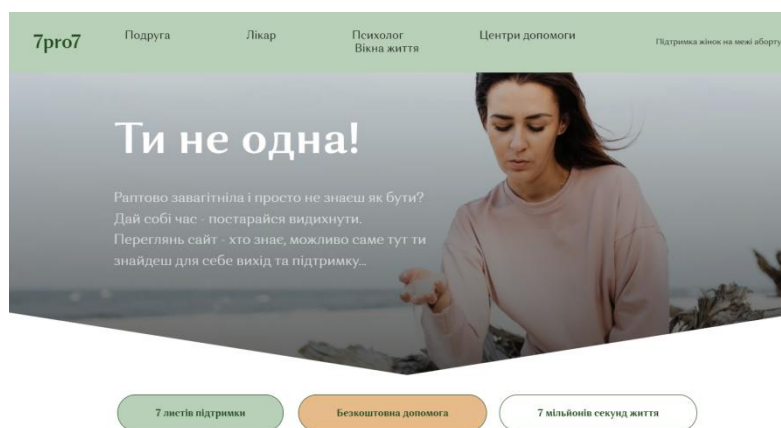 7pro7
Подруга
Лікар
Психолог
Вікна життя
Центри допомоги
Підтримка жінок на межі аборту
Ти не одна!
Раптово завагітніла і просто не знаєш як бути?
Дай собі час - постарайся видихнути.
Переглянь сайт - хто знає, можливо саме тут ти
знайдеш для себе вихід та підтримку...
7 листів підтримки
Безкоштовна допомога
7 мільйонів секунд життя